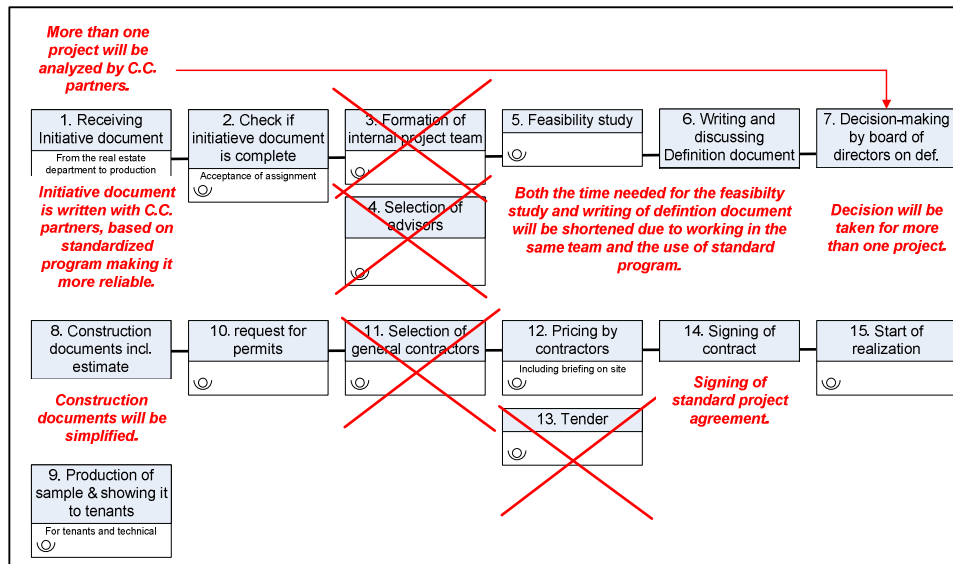 More than one
project will be
analyzed by C.C.
partners.
1. Receiving
Initiative document
From the real estate
department to production
2. Check if
initiatieve document
is complete
Acceptance of assignment
3. Formation of
internal project team
4. Selection of
advisors
5. Feasibility study
6. Writing and
discussing
Definition document
7. Decision-making
by board of
directors on def.
Initiative document
is written with C.C.
partners, based on
standardized
program making it
more reliable.
Both the time needed for the feasibilty
study and writing of defintion document
will be shortened due to working in the
same team and the use of standard
program.
Decision will be
taken for more
than one project.
8. Construction
documents incl.
estimate
10. request for
permits
11. Selection of
general contractors
12. Pricing by
contractors
Including briefing on site
13. Tender
14. Signing of
contract
15. Start of
realization
Construction
documents will be
simplified.
Signing of
standard project
agreement.
9. Production of
sample & showing it
to tenants
For tenants and technical